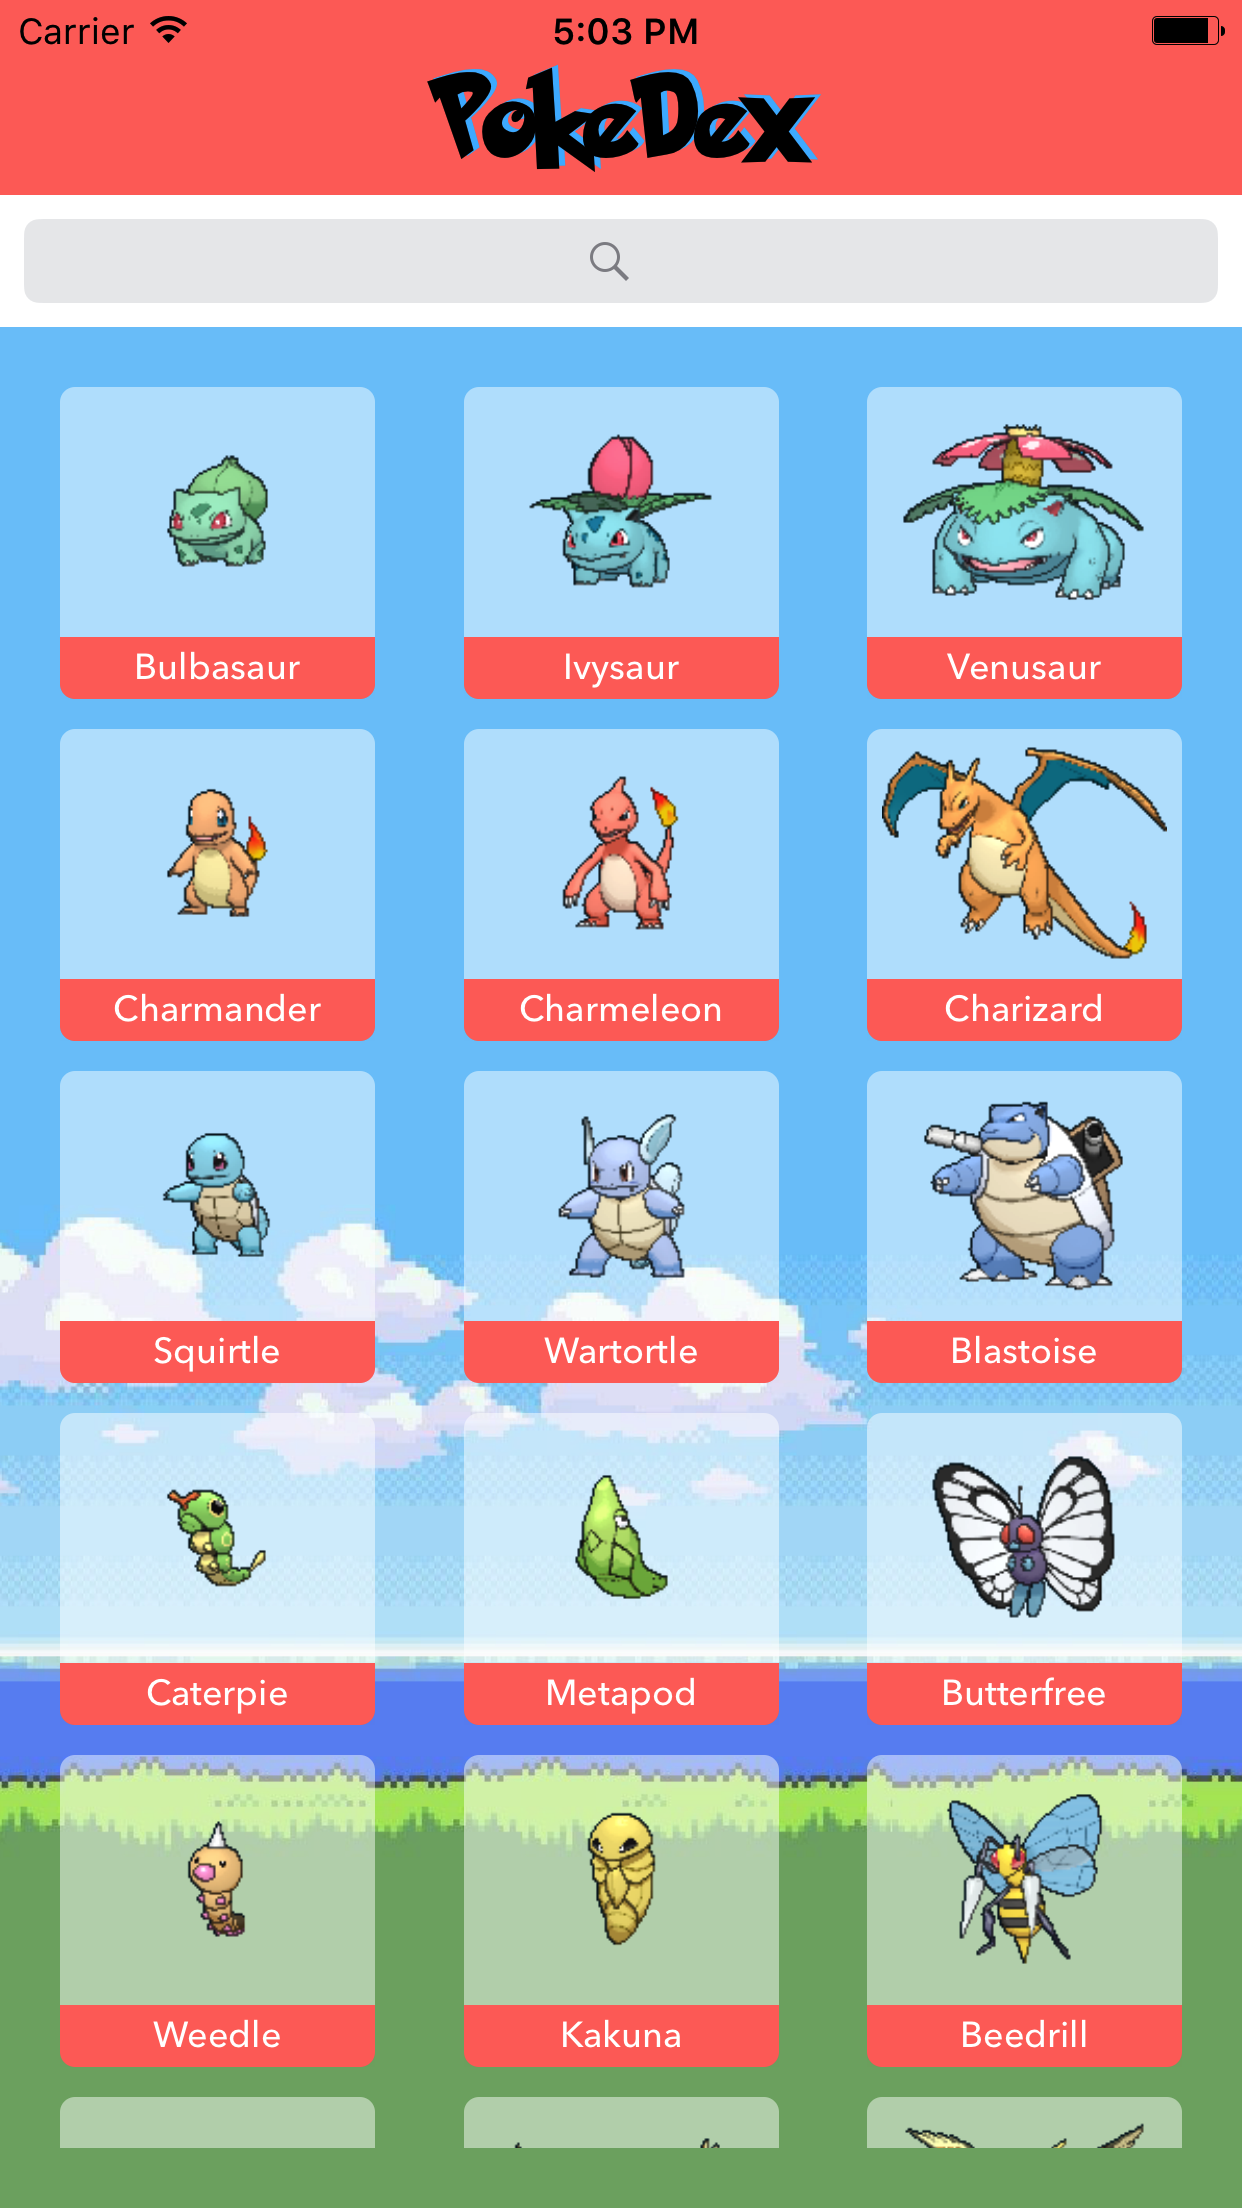 Carrier 5:03 PM
PokeDex
Bulbasaur Ivysaur Venusaur
Charmander Charmeleon Charizard
Squirtle Wartortle Blastoise
Caterpie Metapod Butterfree
Weedle Kakuna Beedrill